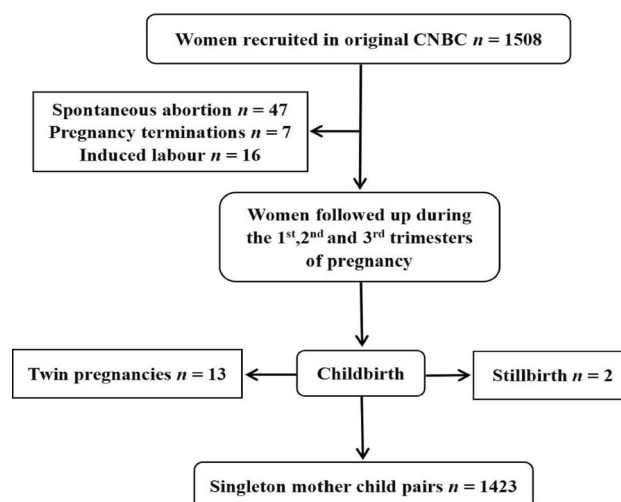 Women recruited in original CNBC n = 1508
Spontaneous abortion n = 47
Pregnancy terminations n = 7
Induced labour n = 16
Women followed up during
the 1st,2nd and 3rd trimesters
of pregnancy
Twin pregnancies n = 13
Childbirth
Stillbirth n = 2
Singleton mother child pairs n = 1423